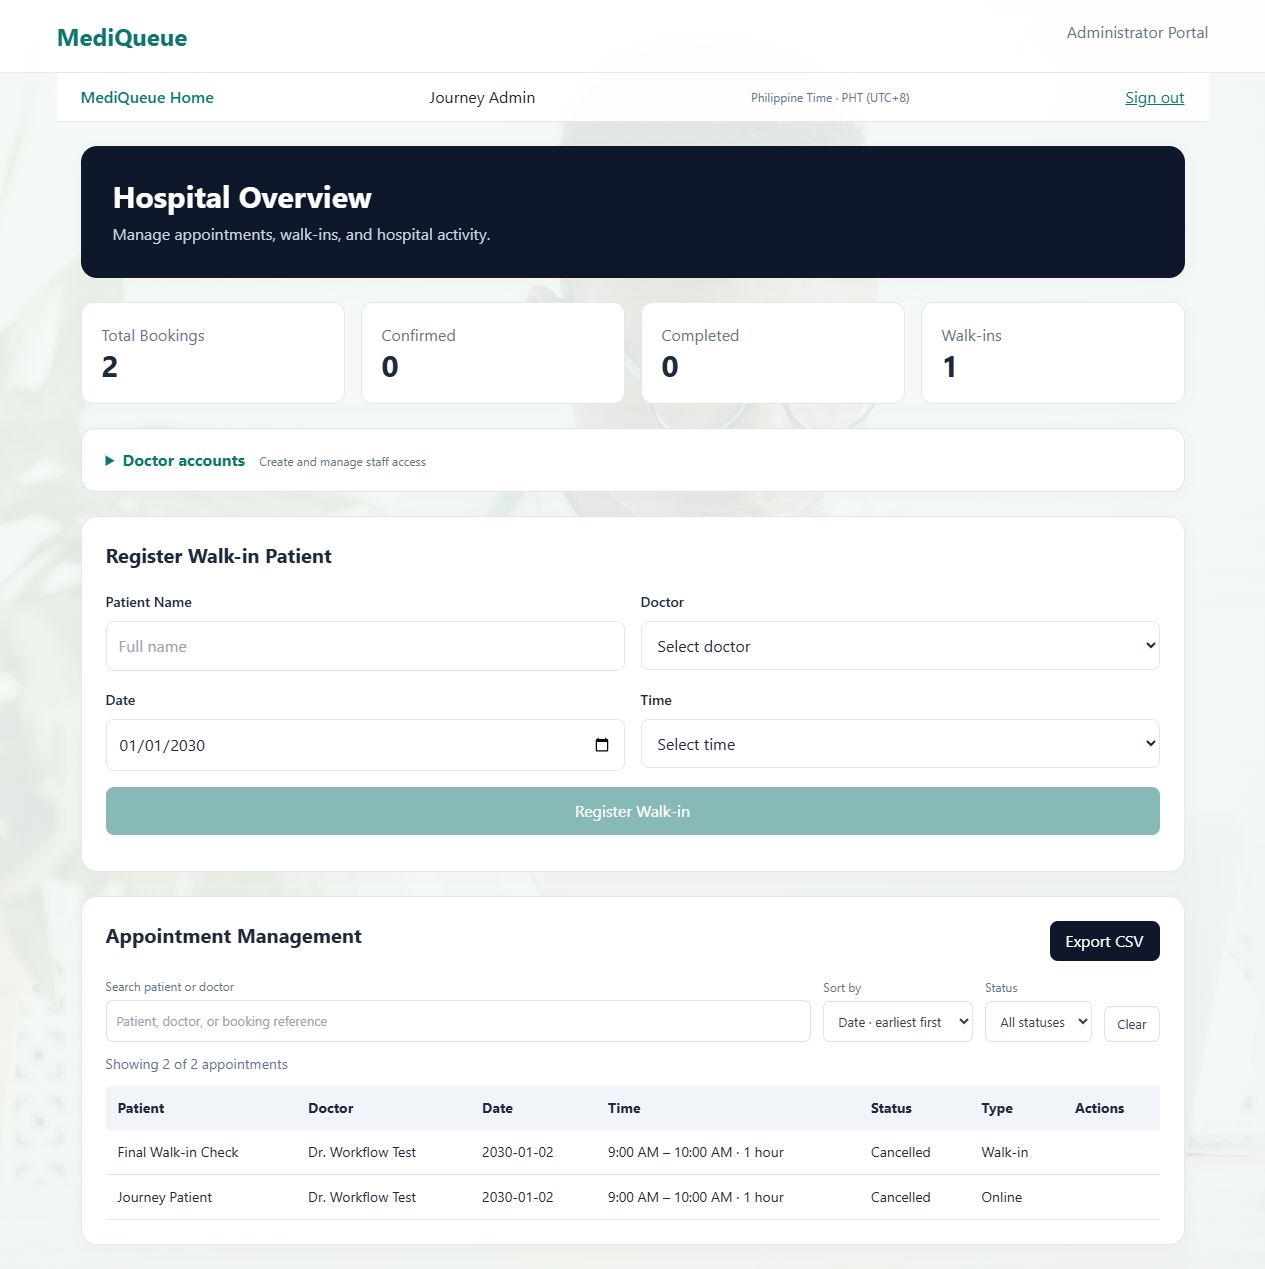 MediQueue
Administrator Portal
MediQueue Home
Journey Admin
Philippine Time · PHT (UTC+8)
Sign out
Hospital Overview
Manage appointments, walk-ins, and hospital activity.
Total Bookings
2
Confirmed
0
Completed
0
Walk-ins
1
Doctor accounts Create and manage staff access
Register Walk-in Patient
Patient Name
Full name
Doctor
Select doctor
Date
01/01/2030
Time
Select time
Register Walk-in
Appointment Management
Export CSV
Search patient or doctor
Patient, doctor, or booking reference
Sort by
Date · earliest first
Status
All statuses
Clear
Showing 2 of 2 appointments
Patient Doctor Date Time Status Type Actions
Final Walk-in Check Dr. Workflow Test 2030-01-02 9:00 AM – 10:00 AM · 1 hour Cancelled Walk-in
Journey Patient Dr. Workflow Test 2030-01-02 9:00 AM – 10:00 AM · 1 hour Cancelled Online